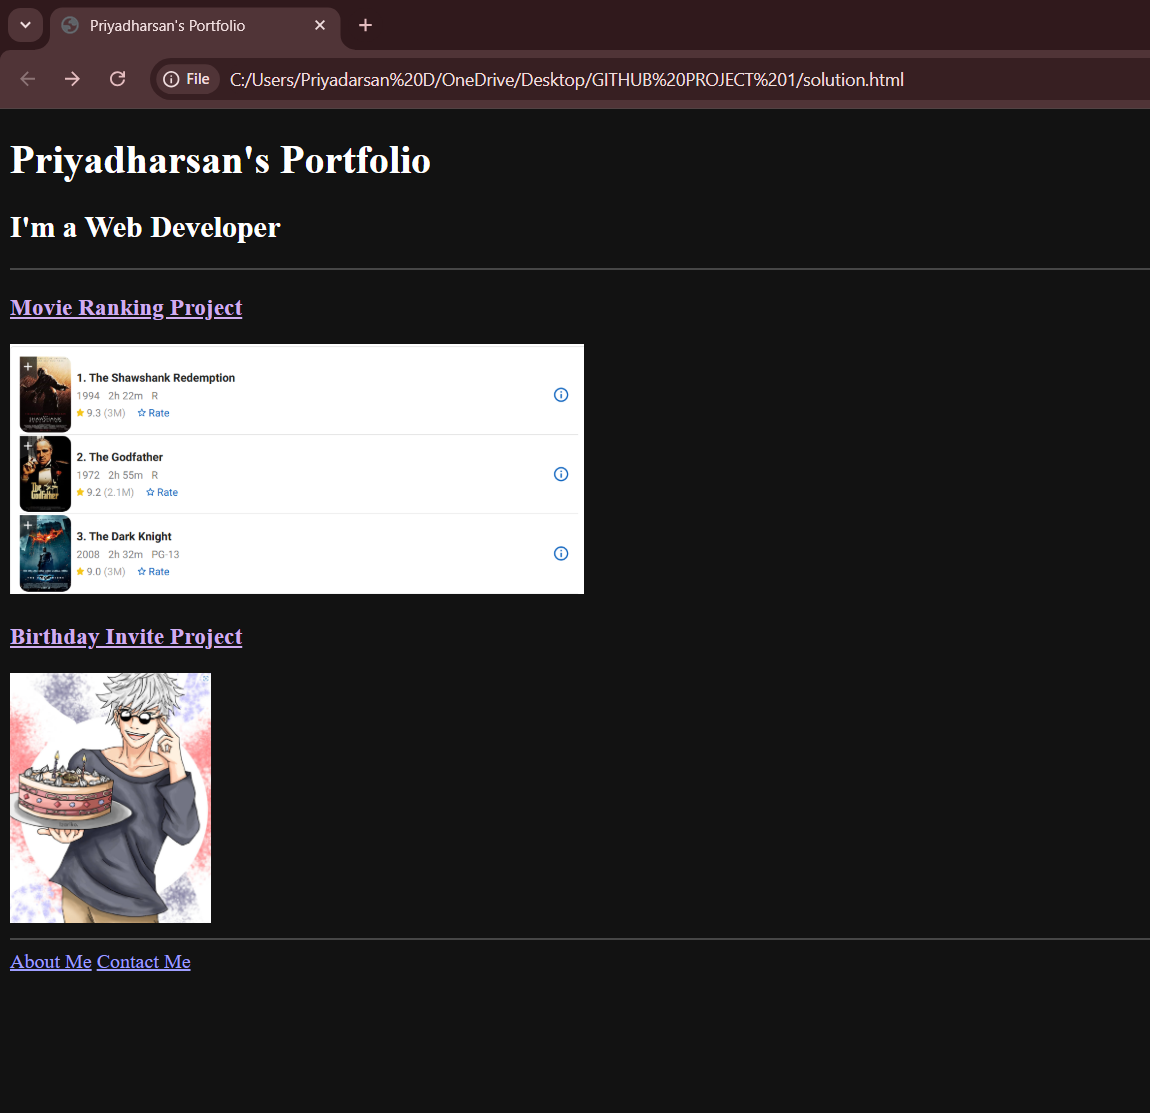 Priyadharsan's Portfolio
File C:/Users/Priyadarsan%20D/OneDrive/Desktop/GITHUB%20PROJECT%201/solution.html
Priyadharsan's Portfolio
I'm a Web Developer
Movie Ranking Project
1. The Shawshank Redemption
1994 2h 22m R
9.3 (3M) Rate
2. The Godfather
1972 2h 55m R
9.2 (2.1M) Rate
The Godfather
3. The Dark Knight
2008 2h 32m PG-13
9.0 (3M) Rate
Birthday Invite Project
About Me Contact Me